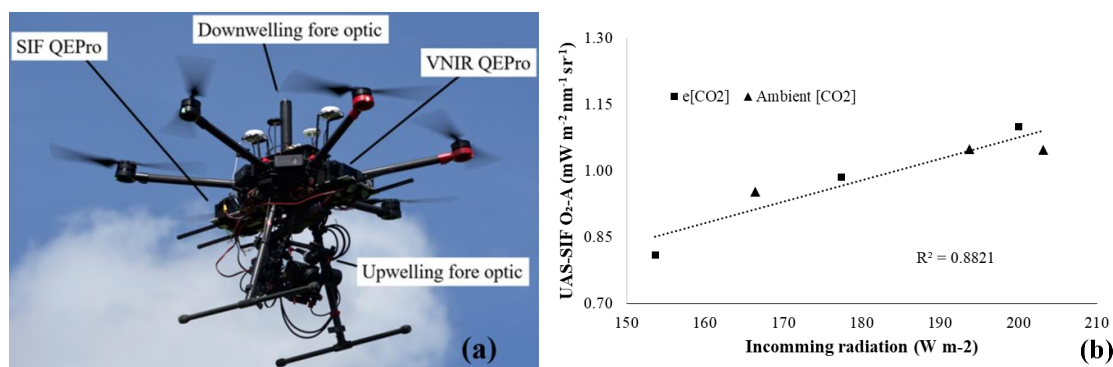 Downwelling fore optic
SIF QEPro
VNIR QEPro
Upwelling fore optic
(a)
UAS-SIF O₂-A (mW m⁻² nm⁻¹ sr⁻¹)
1.30
1.15
1.00
0.85
0.70
■ e[CO2] ▲ Ambient [CO2]
R² = 0.8821
150 160 170 180 190 200 210
Incomming radiation (W m-2)
(b)